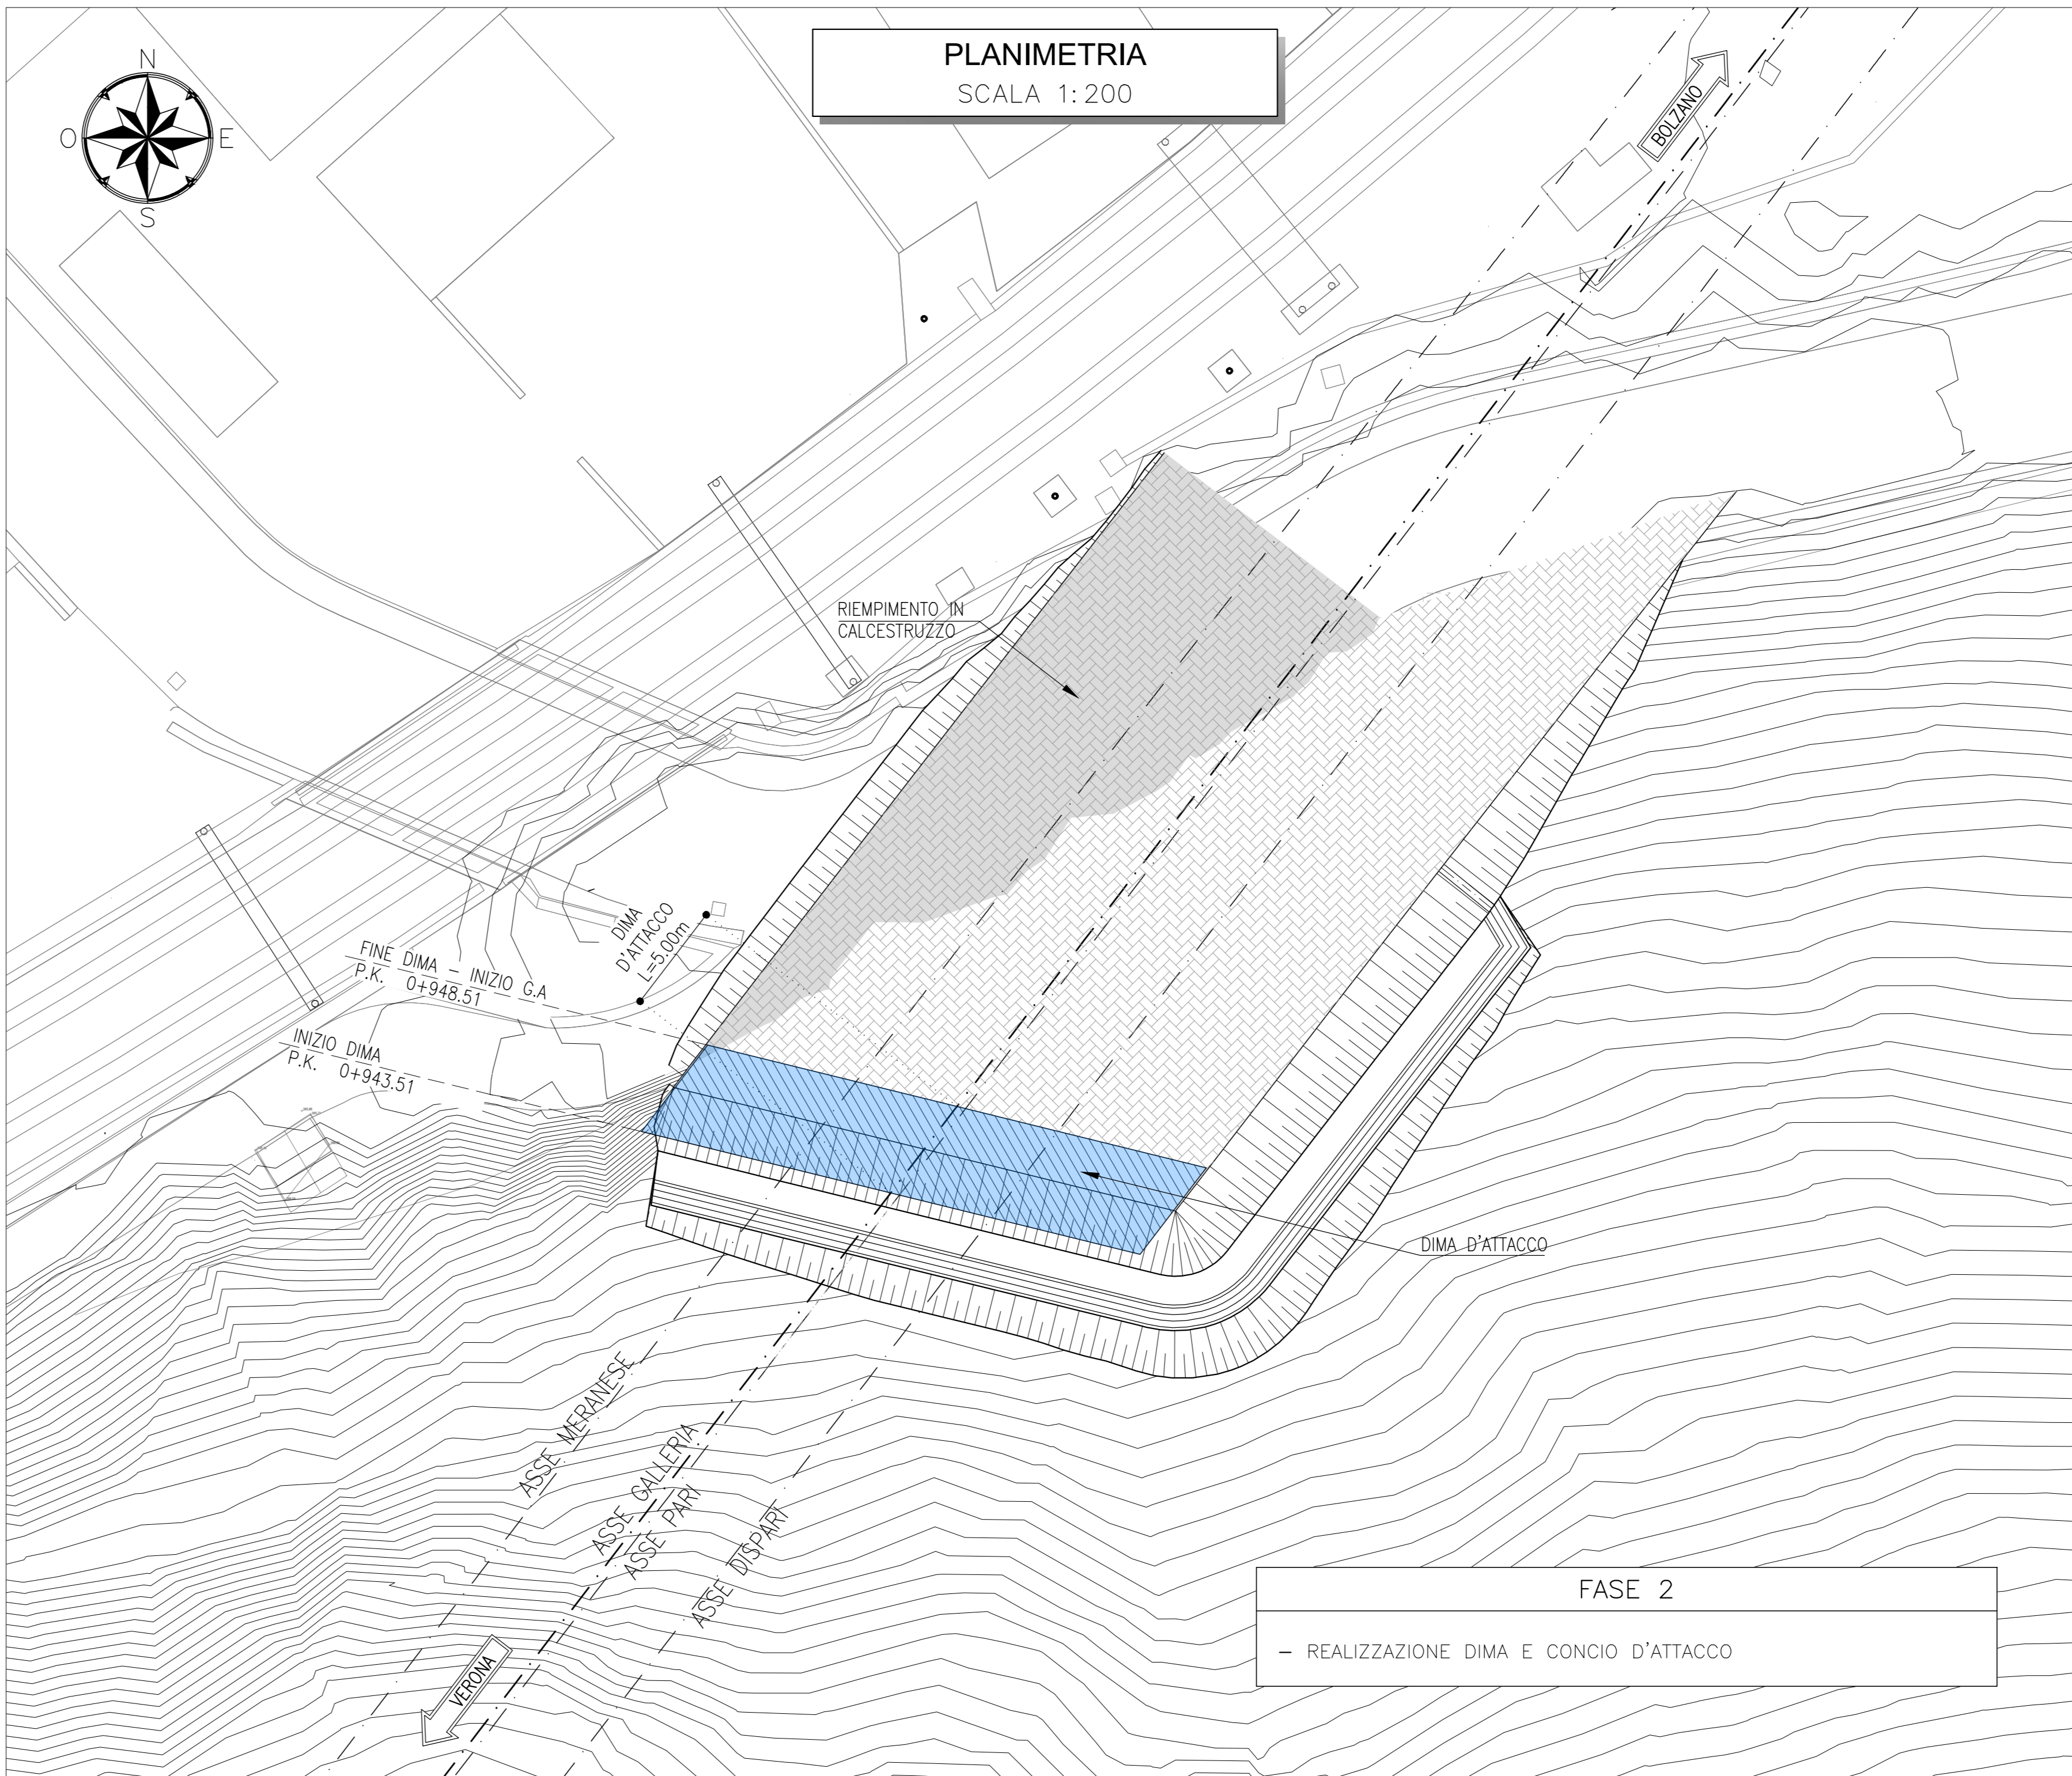 PLANIMETRIA
SCALA 1:200
N
O
E
S
BOLZANO
RIEMPIMENTO IN
CALCESTRUZZO
DIMA
D'ATTACCO
L=5.00m
FINE DIMA – INIZIO G.A
P.K. 0+948.51
INIZIO DIMA
P.K. 0+943.51
DIMA D'ATTACCO
ASSE MERANESE
ASSE GALLERIA
ASSE PARI
ASSE DISPARI
VERONA
FASE 2
– REALIZZAZIONE DIMA E CONCIO D'ATTACCO